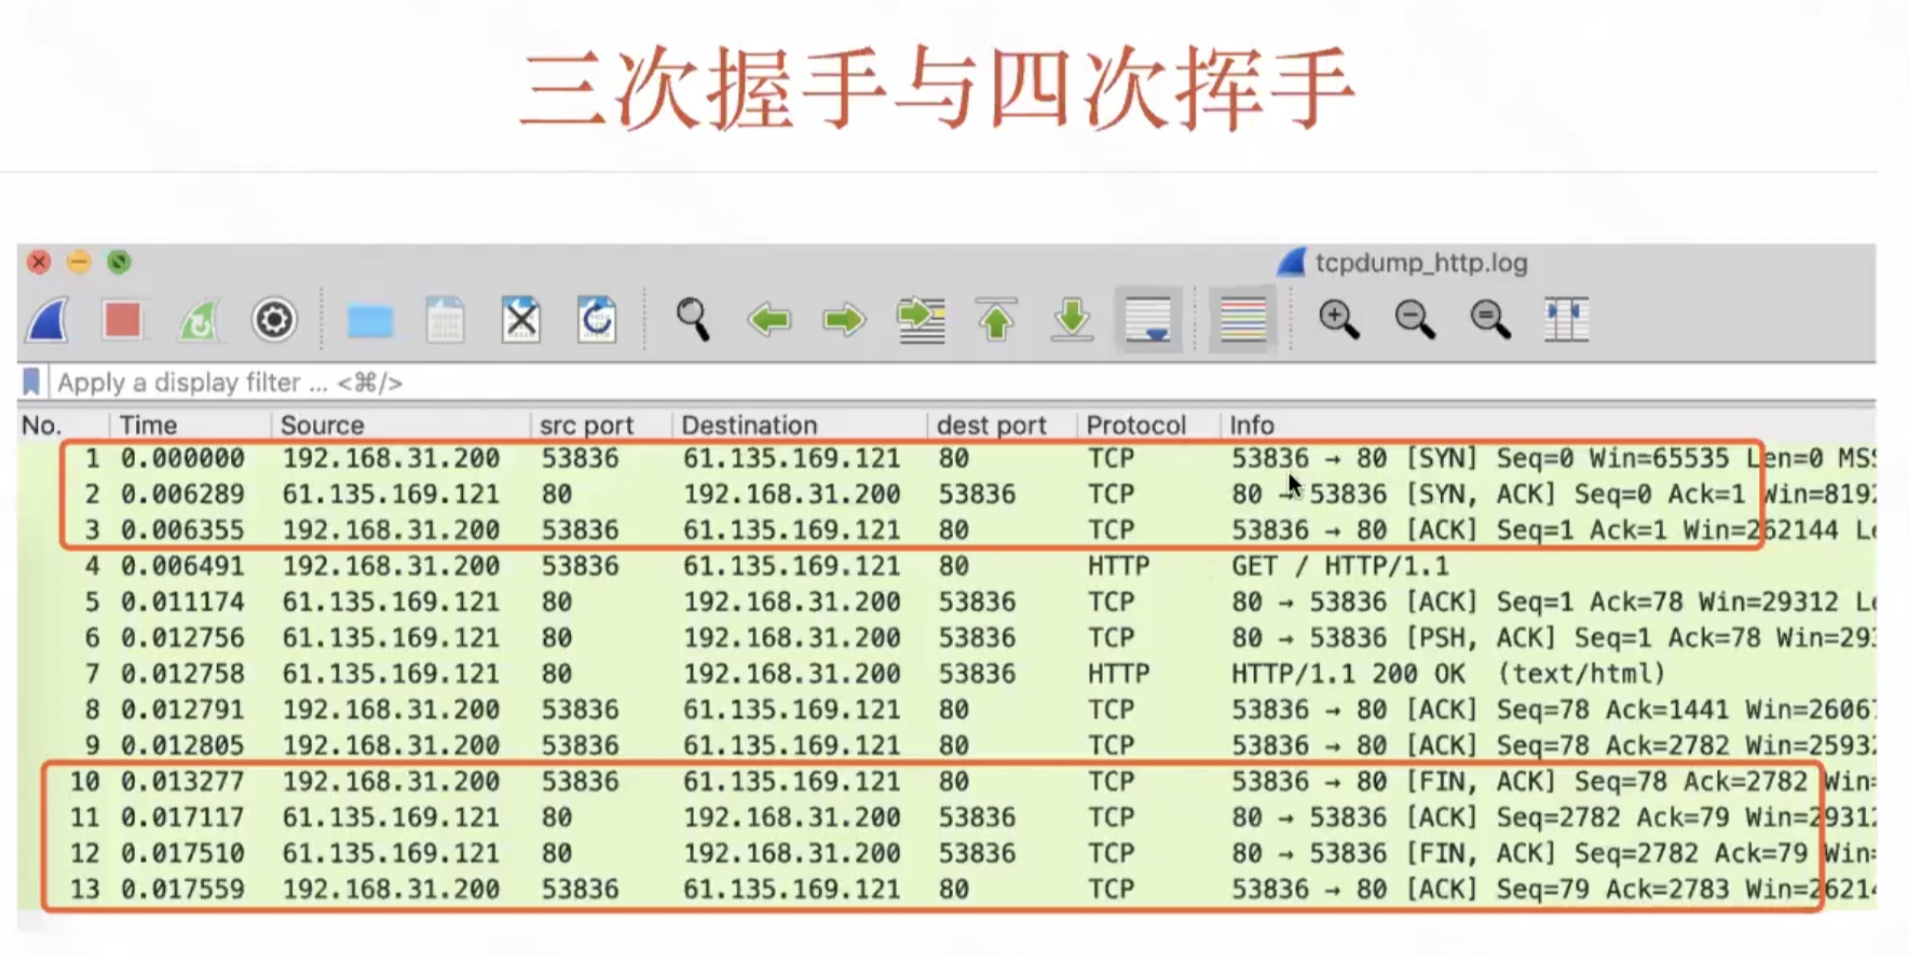 三次握手与四次挥手
tcpdump_http.log
Apply a display filter ... <⌘/>
No. Time Source src port Destination dest port Protocol Info
1 0.000000 192.168.31.200 53836 61.135.169.121 80 TCP 53836 → 80 [SYN] Seq=0 Win=65535 Len=0 MSS
2 0.006289 61.135.169.121 80 192.168.31.200 53836 TCP 80 → 53836 [SYN, ACK] Seq=0 Ack=1 Win=8192
3 0.006355 192.168.31.200 53836 61.135.169.121 80 TCP 53836 → 80 [ACK] Seq=1 Ack=1 Win=262144
4 0.006491 192.168.31.200 53836 61.135.169.121 80 HTTP GET / HTTP/1.1
5 0.011174 61.135.169.121 80 192.168.31.200 53836 TCP 80 → 53836 [ACK] Seq=1 Ack=78 Win=29312
6 0.012756 61.135.169.121 80 192.168.31.200 53836 TCP 80 → 53836 [PSH, ACK] Seq=1 Ack=78
7 0.012758 61.135.169.121 80 192.168.31.200 53836 HTTP HTTP/1.1 200 OK (text/html)
8 0.012791 192.168.31.200 53836 61.135.169.121 80 TCP 53836 → 80 [ACK] Seq=78 Ack=1441
9 0.012805 192.168.31.200 53836 61.135.169.121 80 TCP 53836 → 80 [ACK] Seq=78 Ack=2782
10 0.013277 192.168.31.200 53836 61.135.169.121 80 TCP 53836 → 80 [FIN, ACK] Seq=78 Ack=2782 Win=
11 0.017117 61.135.169.121 80 192.168.31.200 53836 TCP 80 → 53836 [ACK] Seq=2782 Ack=79 Win=29312
12 0.017510 61.135.169.121 80 192.168.31.200 53836 TCP 80 → 53836 [FIN, ACK] Seq=2782 Ack=79 Win=
13 0.017559 192.168.31.200 53836 61.135.169.121 80 TCP 53836 → 80 [ACK] Seq=79 Ack=2783